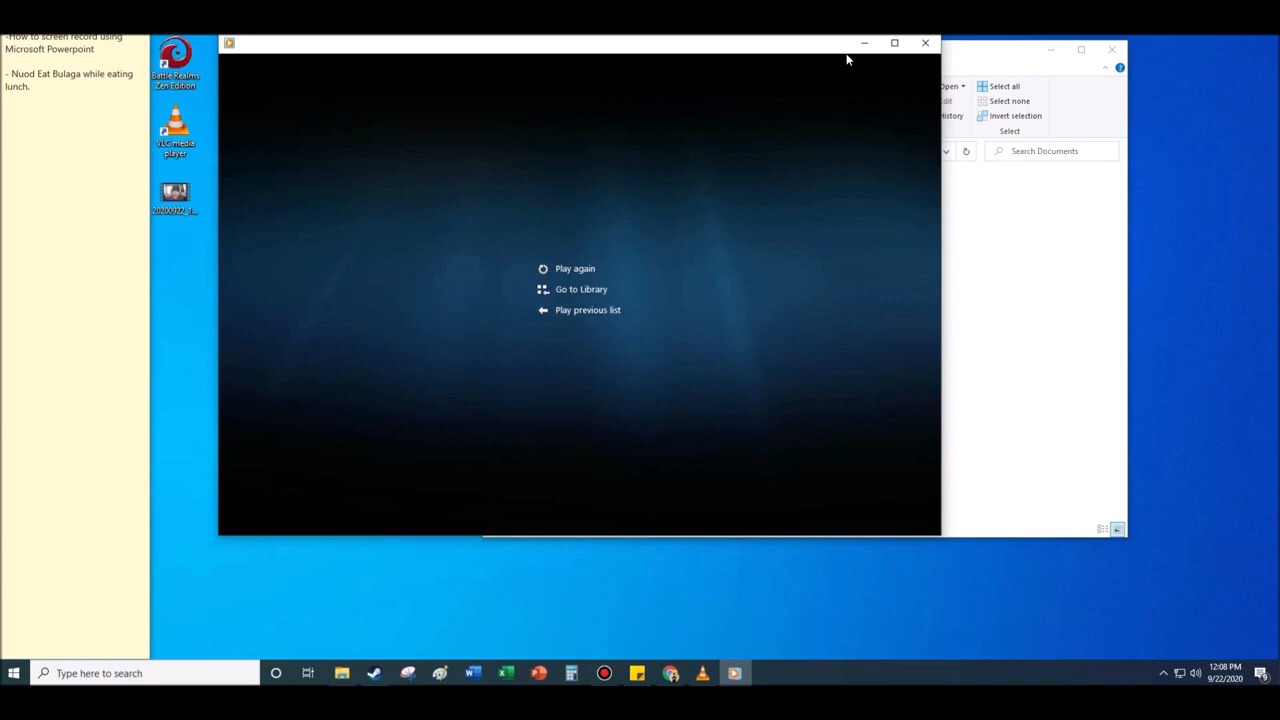 -How to screen record using
Microsoft Powerpoint
- Nuod Eat Bulaga while eating
lunch.
Battle Realms
Zen Edition
VLC media
player
20200922_1...
Play again
Go to Library
Play previous list
Open
Select all
Select none
History
Invert selection
Select
Search Documents
Type here to search
12:08 PM
9/22/2020